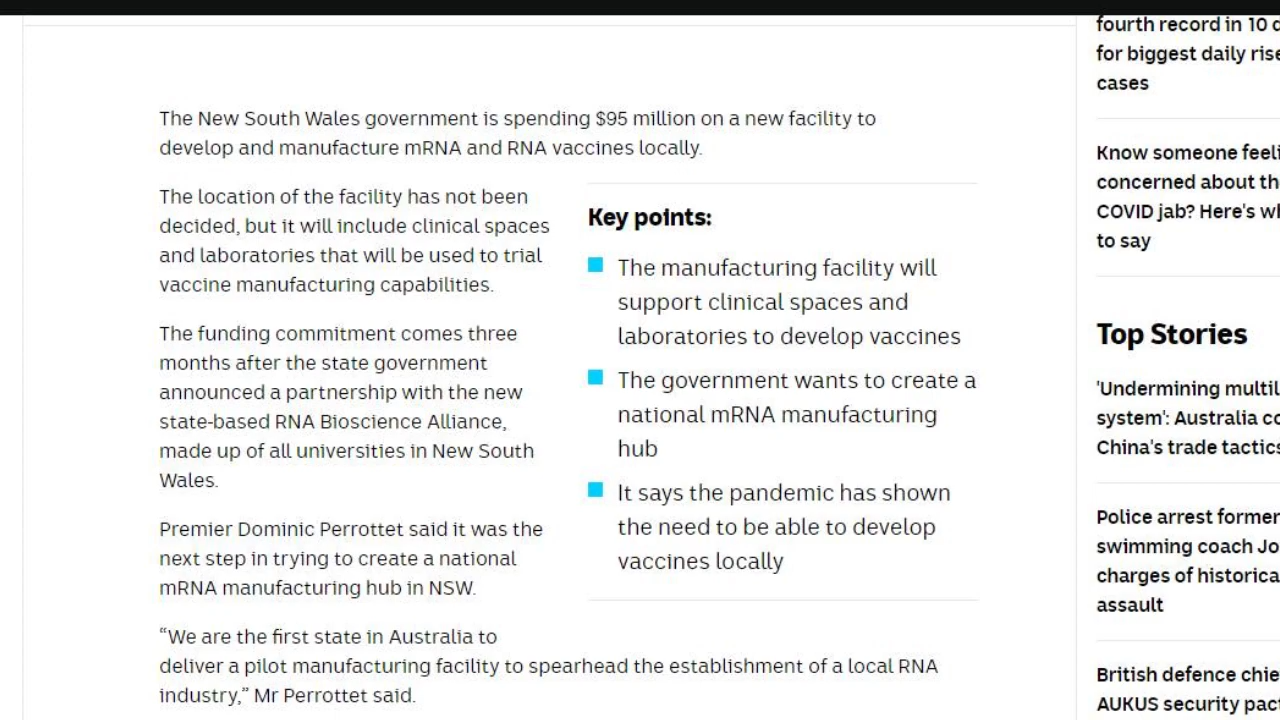 The New South Wales government is spending $95 million on a new facility to
develop and manufacture mRNA and RNA vaccines locally.
The location of the facility has not been
decided, but it will include clinical spaces
and laboratories that will be used to trial
vaccine manufacturing capabilities.
The funding commitment comes three
months after the state government
announced a partnership with the new
state-based RNA Bioscience Alliance,
made up of all universities in New South
Wales.
Premier Dominic Perrottet said it was the
next step in trying to create a national
mRNA manufacturing hub in NSW.
“We are the first state in Australia to
deliver a pilot manufacturing facility to spearhead the establishment of a local RNA
industry,” Mr Perrottet said.
Key points:
The manufacturing facility will
support clinical spaces and
laboratories to develop vaccines
The government wants to create a
national mRNA manufacturing
hub
It says the pandemic has shown
the need to be able to develop
vaccines locally
fourth record in 10
for biggest daily
cases
Know someone
concerned about
COVID jab? Here's
to say
Top Stories
'Undermining
system': Australia
China's trade tactics
Police arrest former
swimming coach
charges of
assault
British defence
AUKUS security